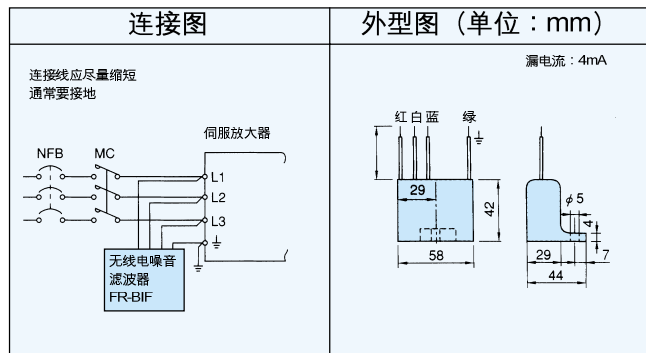 连接图
外型图（单位：mm）
连接线应尽量缩短
通常要接地
漏电流：4mA
伺服放大器
NFB
MC
L1
L2
L3
无线电噪音
滤波器
FR-BIF
红 白 蓝 绿
29
42
58
φ5
4
29
7
44